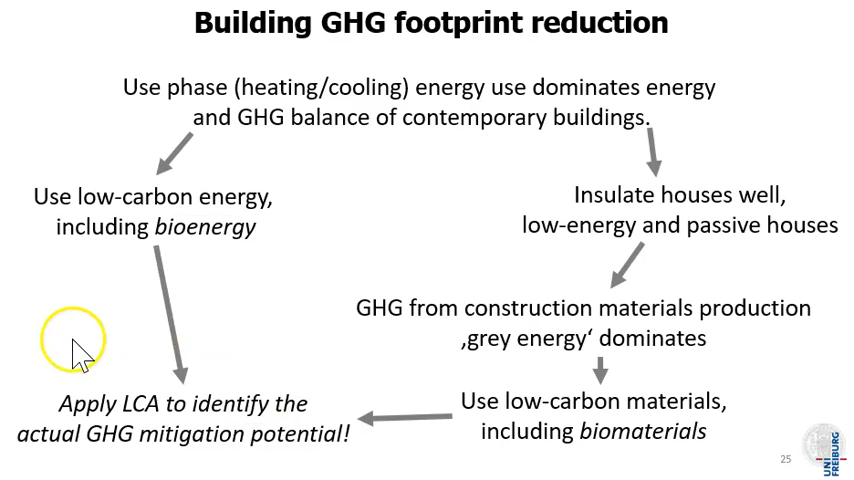 Building GHG footprint reduction
Use phase (heating/cooling) energy use dominates energy
and GHG balance of contemporary buildings.
Use low-carbon energy,
including bioenergy
Insulate houses well,
low-energy and passive houses
GHG from construction materials production
‚grey energy‘ dominates
Use low-carbon materials,
including biomaterials
Apply LCA to identify the
actual GHG mitigation potential!
25
UNI
FREIBURG